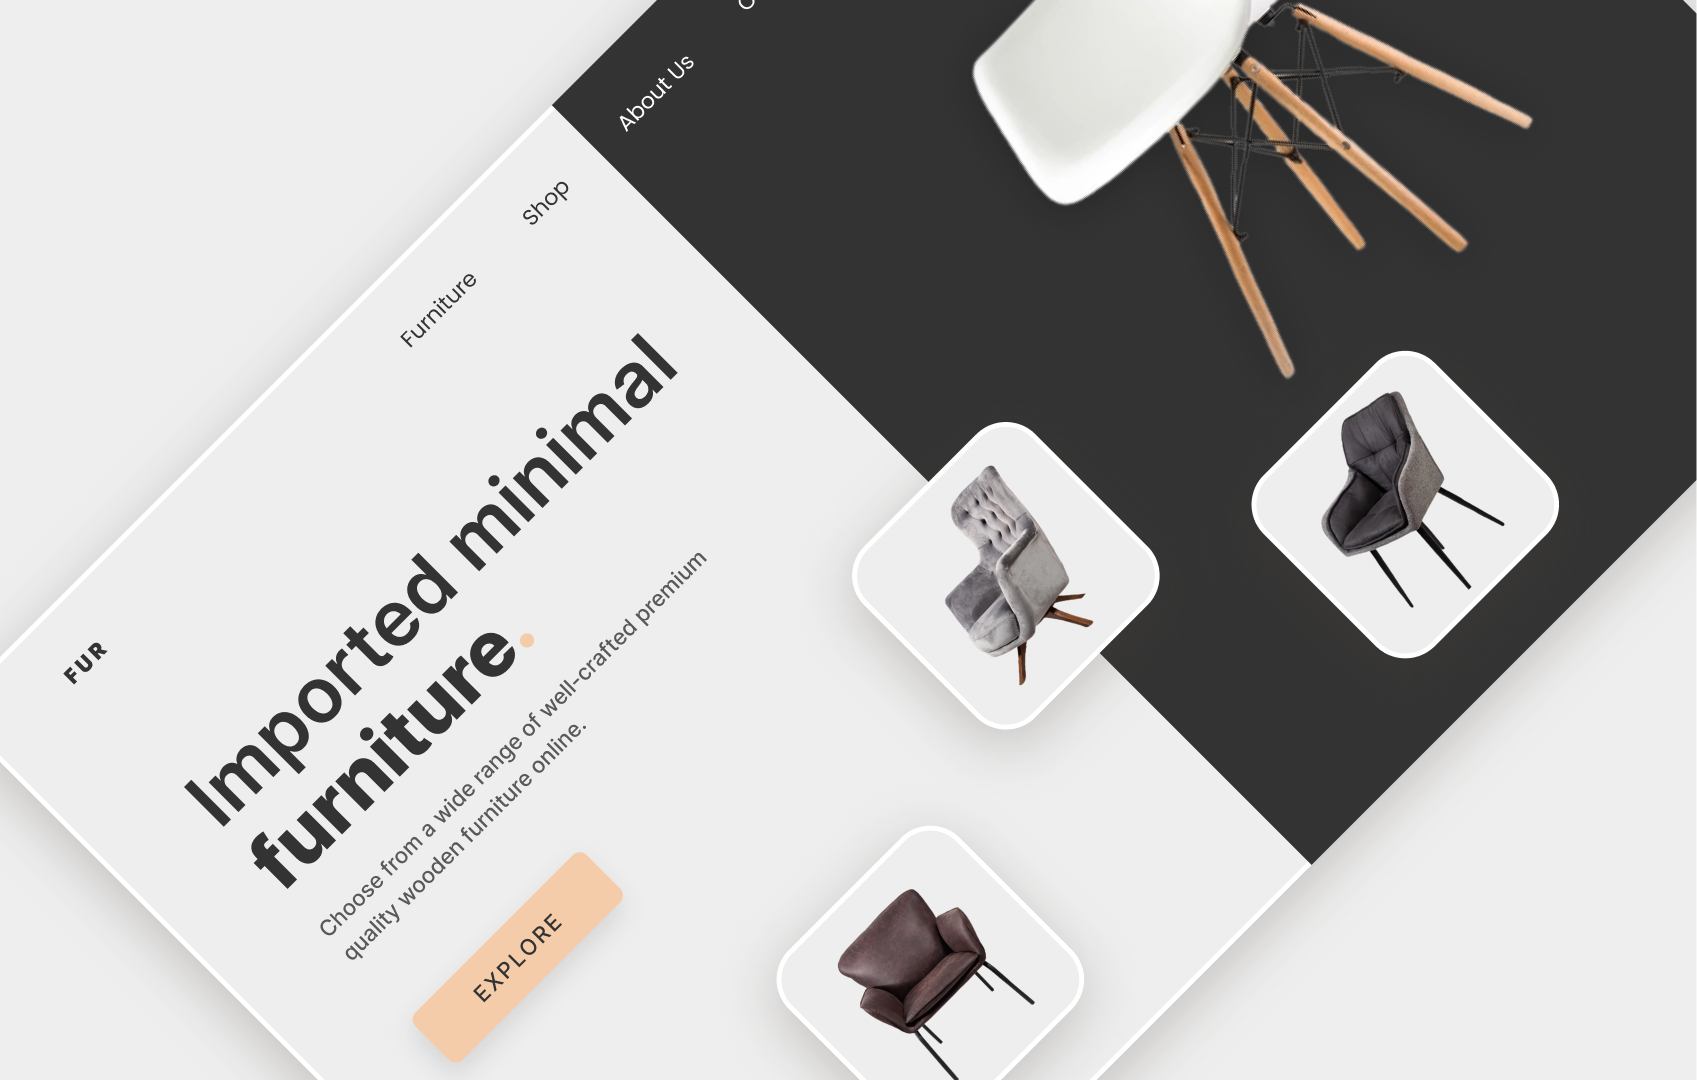 FUR
Furniture
Shop
About Us
Imported minimal
furniture.
Choose from a wide range of well-crafted premium
quality wooden furniture online.
EXPLORE